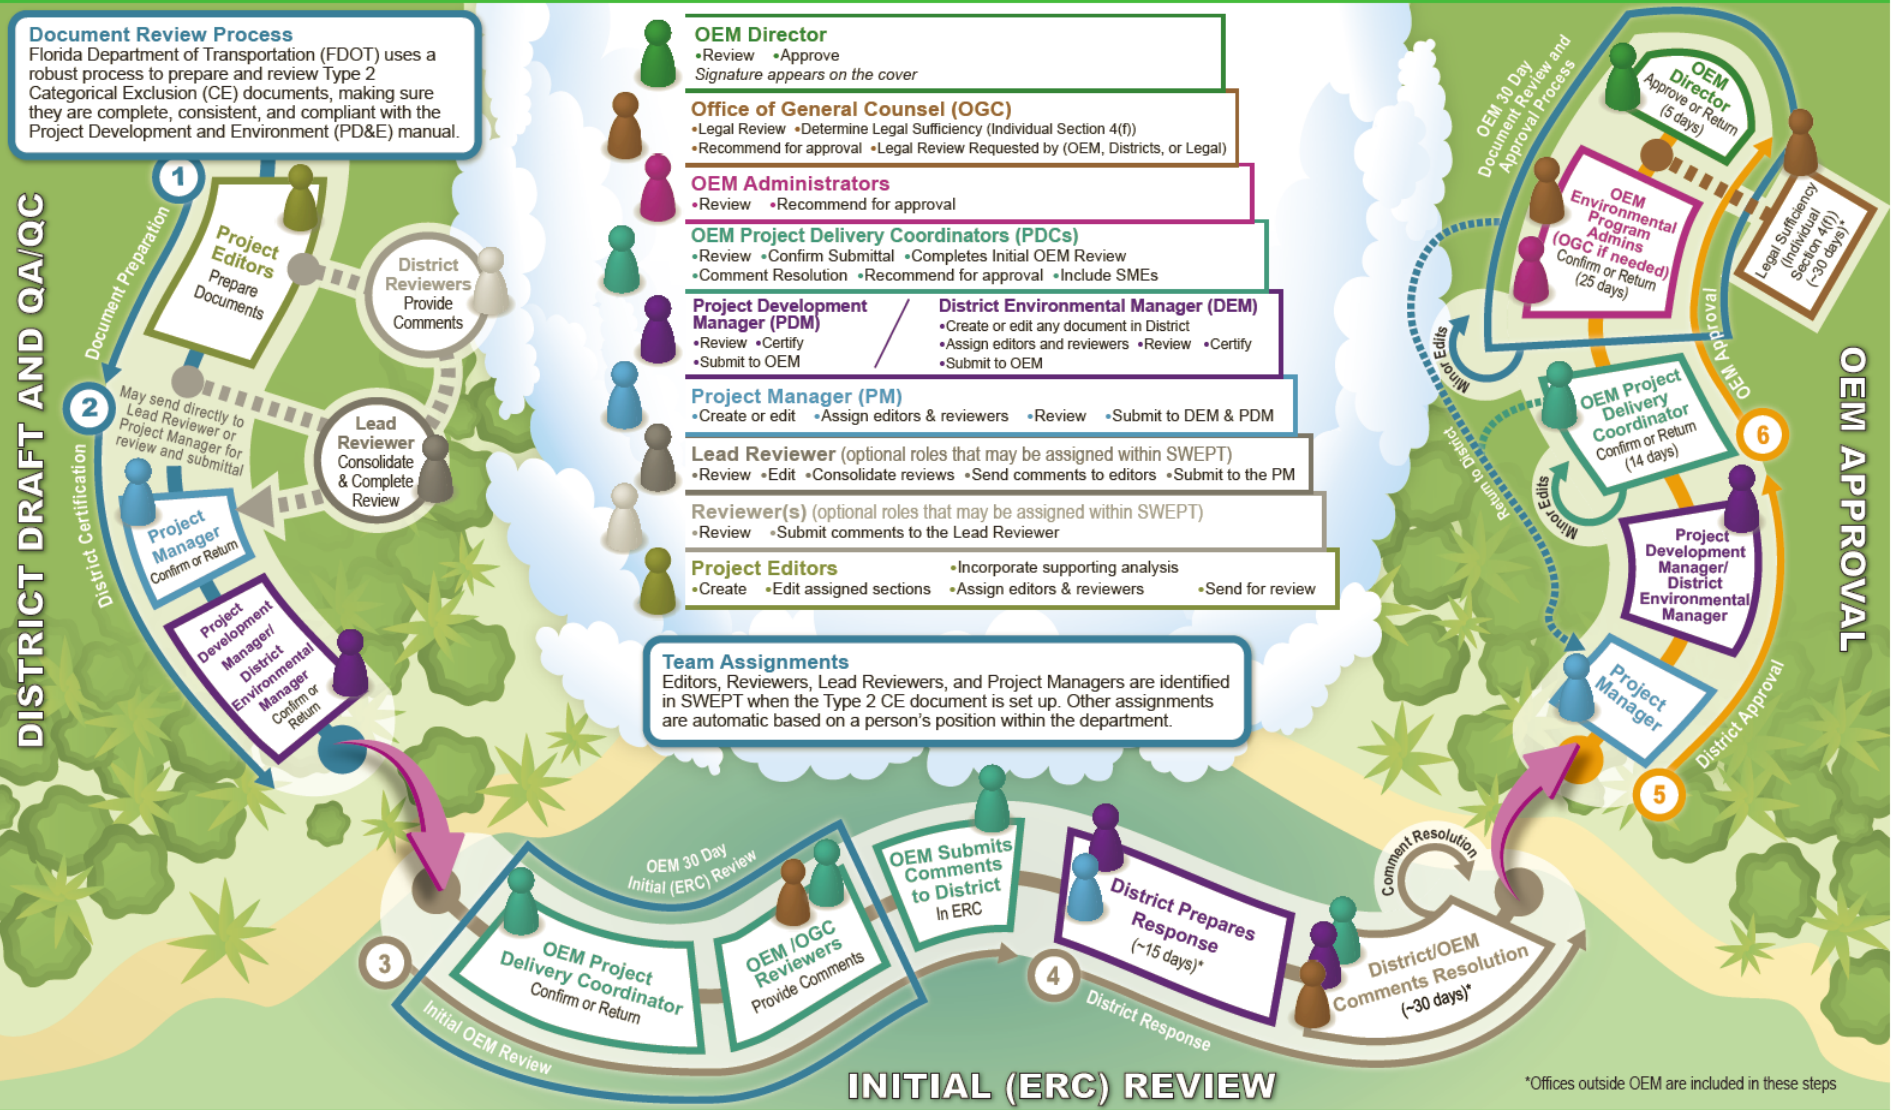 Document Review Process
Florida Department of Transportation (FDOT) uses a
robust process to prepare and review Type 2
Categorical Exclusion (CE) documents, making sure
they are complete, consistent, and compliant with the
Project Development and Environment (PD&E) manual.
DISTRICT DRAFT AND QA/QC
1
Document Preparation
Project
Editors
Prepare
Documents
District
Reviewers
Provide
Comments
2
May send directly to
Lead Reviewer or
Project Manager for
review and submittal
Lead
Reviewer
Consolidate
& Complete
Review
District Certification
Project
Manager
Confirm or Return
Project
Development
Manager/
District
Environmental
Manager
Confirm or
Return
OEM Director
•Review •Approve
Signature appears on the cover
Office of General Counsel (OGC)
•Legal Review •Determine Legal Sufficiency (Individual Section 4(f))
•Recommend for approval •Legal Review Requested by (OEM, Districts, or Legal)
OEM Administrators
•Review •Recommend for approval
OEM Project Delivery Coordinators (PDCs)
•Review •Confirm Submittal •Completes Initial OEM Review
•Comment Resolution •Recommend for approval •Include SMEs
Project Development
Manager (PDM)
•Review •Certify
•Submit to OEM
District Environmental Manager (DEM)
•Create or edit any document in District
•Assign editors and reviewers •Review •Certify
•Submit to OEM
Project Manager (PM)
•Create or edit •Assign editors & reviewers •Review •Submit to DEM & PDM
Lead Reviewer (optional roles that may be assigned within SWEPT)
•Review •Edit •Consolidate reviews •Send comments to editors •Submit to the PM
Reviewer(s) (optional roles that may be assigned within SWEPT)
•Review •Submit comments to the Lead Reviewer
Project Editors •Incorporate supporting analysis
•Create •Edit assigned sections •Assign editors & reviewers •Send for review
Team Assignments
Editors, Reviewers, Lead Reviewers, and Project Managers are identified
in SWEPT when the Type 2 CE document is set up. Other assignments
are automatic based on a person's position within the department.
3
Initial OEM Review
OEM 30 Day
Initial (ERC) Review
OEM Project
Delivery Coordinator
Confirm or Return
OEM /OGC
Reviewers
Provide Comments
OEM Submits
Comments
to District
In ERC
4
District Response
District Prepares
Response
(~15 days)*
Comment Resolution
District/OEM
Comments Resolution
(~30 days)*
INITIAL (ERC) REVIEW
OEM APPROVAL
5
District Approval
Project
Manager
Project
Development
Manager/
District
Environmental
Manager
6
OEM Approval
OEM Project
Delivery
Coordinator
Confirm or Return
(14 days)
Minor Edits
Return to District
Minor Edits
OEM
Environmental
Program
Admins
(OGC if needed)
Confirm or Return
(25 days)
Legal Sufficiency
(Individual
Section 4(f))
(~30 days)*
OEM
Director
Approve or Return
(5 days)
OEM 30 Day
Document Review and
Approval Process
*Offices outside OEM are included in these steps